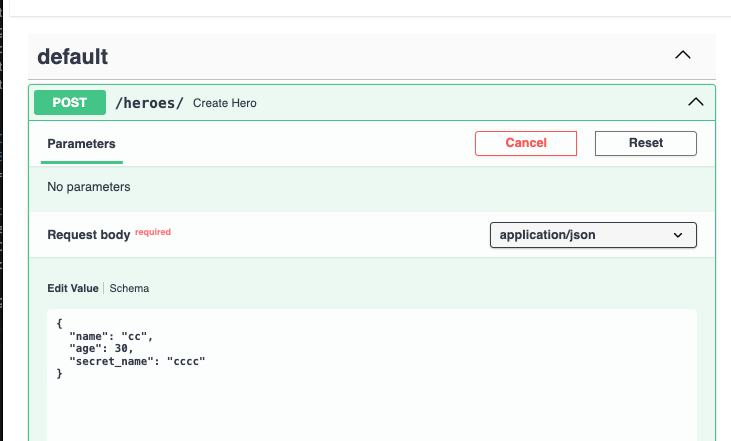 default
POST /heroes/ Create Hero
Parameters Cancel Reset
No parameters
Request body required application/json
Edit Value Schema
{
  "name": "cc",
  "age": 30,
  "secret_name": "cccc"
}